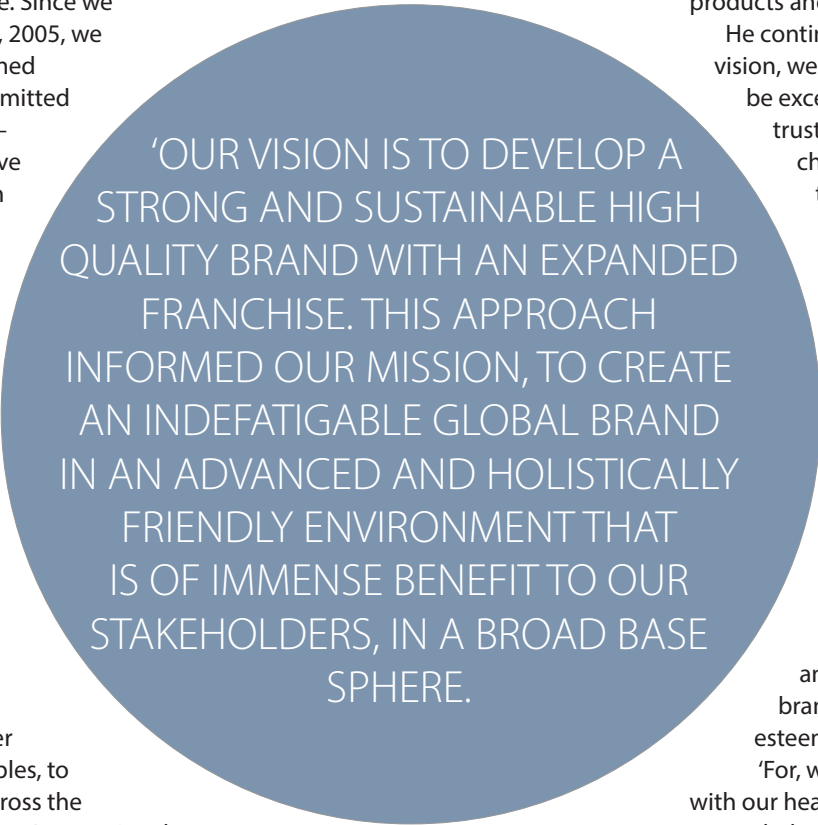 e. Since we
, 2005, we
ned
mitted
–
ve
n
er
ples, to
ross the
‘OUR VISION IS TO DEVELOP A
STRONG AND SUSTAINABLE HIGH
QUALITY BRAND WITH AN EXPANDED
FRANCHISE. THIS APPROACH
INFORMED OUR MISSION, TO CREATE
AN INDEFATIGABLE GLOBAL BRAND
IN AN ADVANCED AND HOLISTICALLY
FRIENDLY ENVIRONMENT THAT
IS OF IMMENSE BENEFIT TO OUR
STAKEHOLDERS, IN A BROAD BASE
SPHERE.
products and
He contin
vision, we
be exce
trust
ch
t
an
bran
esteem
‘For, w
with our hea